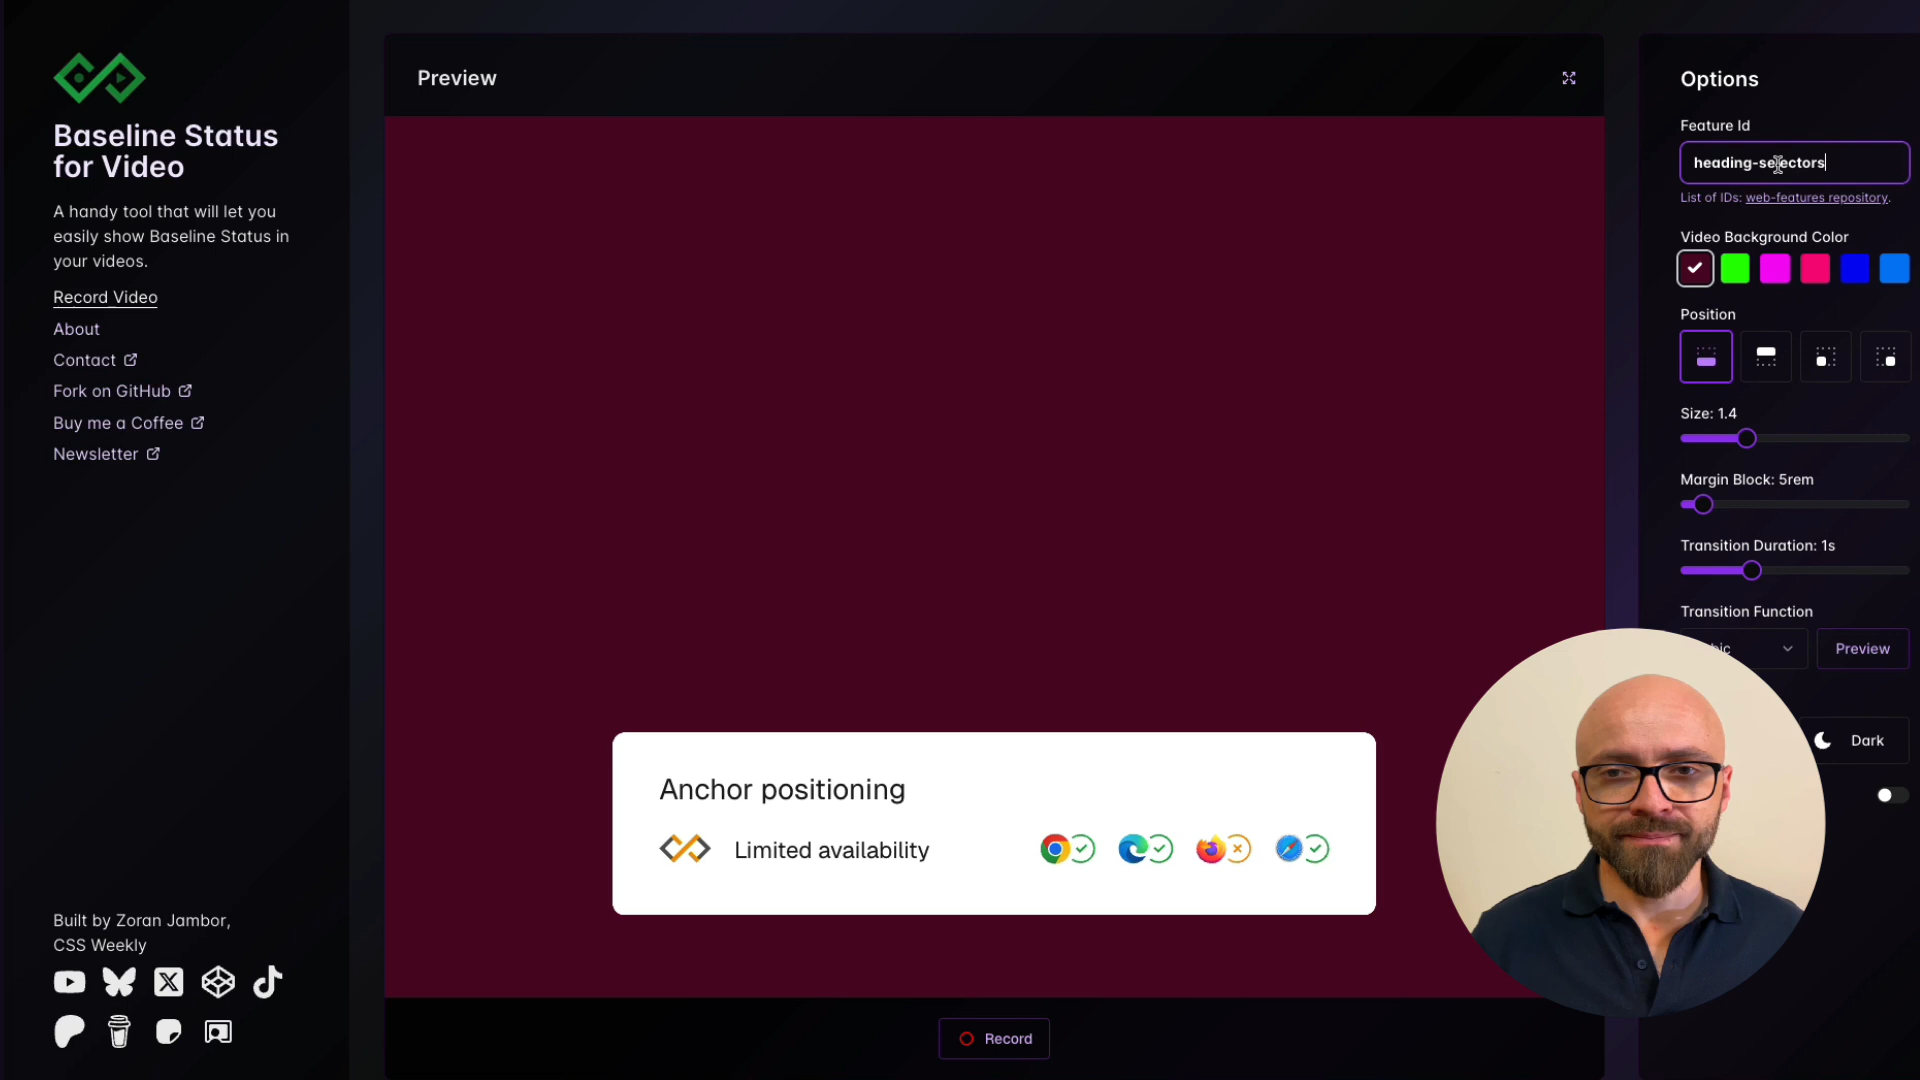 Baseline Status
for Video
A handy tool that will let you
easily show Baseline Status in
your videos.
Record Video
About
Contact
Fork on GitHub
Buy me a Coffee
Newsletter
Built by Zoran Jambor,
CSS Weekly
Preview
Anchor positioning
Limited availability
Record
Options
Feature Id
heading-selectors
List of IDs: web-features repository.
Video Background Color
Position
Size: 1.4
Margin Block: 5rem
Transition Duration: 1s
Transition Function
Preview
Dark